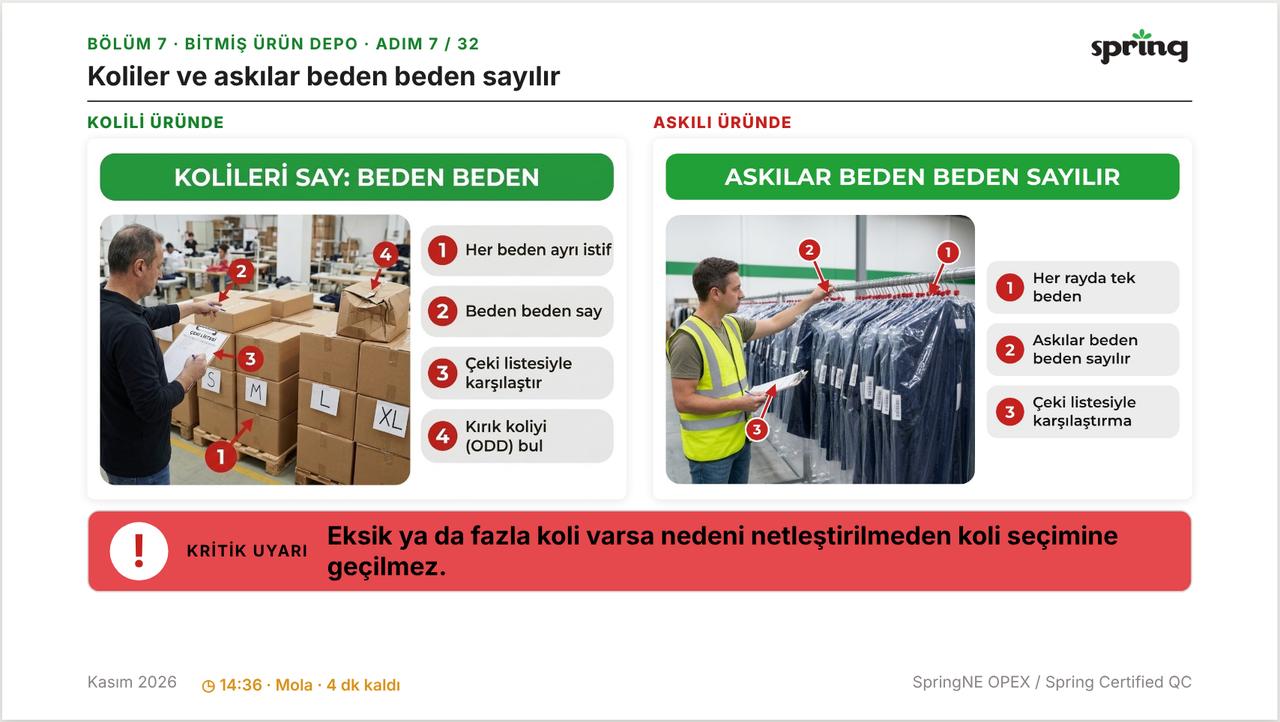 BÖLÜM 7 · BİTMİŞ ÜRÜN DEPO · ADIM 7 / 32
spring
Koliler ve askılar beden beden sayılır
KOLİLİ ÜRÜNDE
KOLİLERİ SAY: BEDEN BEDEN
ÇEKİ LİSTESİ
S
M
L
XL
1
2
3
4
1 Her beden ayrı istif
2 Beden beden say
3 Çeki listesiyle
karşılaştır
4 Kırık koliyi
(ODD) bul
ASKILI ÜRÜNDE
ASKILAR BEDEN BEDEN SAYILIR
2
1
3
1 Her rayda tek
beden
2 Askılar beden
beden sayılır
3 Çeki listesiyle
karşılaştırma
! KRİTİK UYARI
Eksik ya da fazla koli varsa nedeni netleştirilmeden koli seçimine
geçilmez.
Kasım 2026
14:36 · Mola · 4 dk kaldı
SpringNE OPEX / Spring Certified QC